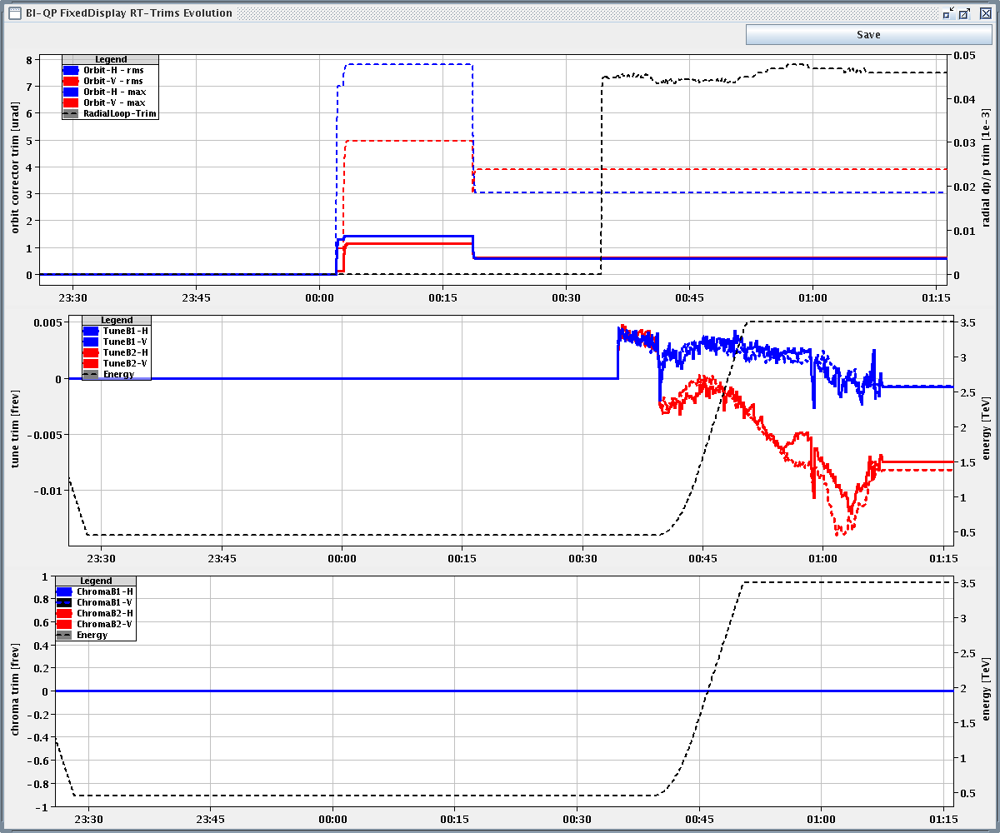 BI-QP FixedDisplay RT-Trims Evolution
Save
Legend
Orbit-H - rms
Orbit-V - rms
Orbit-H - max
Orbit-V - max
RadialLoop-Trim
orbit corrector trim [urad]
8
7
6
5
4
3
2
1
0
0.05
0.04
0.03
0.02
0.01
0
radial dp/p trim [1e-3]
23:30 23:45 00:00 00:15 00:30 00:45 01:00 01:15
Legend
TuneB1-H
TuneB1-V
TuneB2-H
TuneB2-V
Energy
tune trim [frev]
0.005
0
-0.005
-0.01
3.5
3
2.5
2
1.5
1
0.5
energy [TeV]
23:30 23:45 00:00 00:15 00:30 00:45 01:00 01:15
Legend
ChromaB1-H
ChromaB1-V
ChromaB2-H
ChromaB2-V
Energy
chroma trim [frev]
1
0.8
0.6
0.4
0.2
0
-0.2
-0.4
-0.6
-0.8
-1
3.5
3
2.5
2
1.5
1
0.5
energy [TeV]
23:30 23:45 00:00 00:15 00:30 00:45 01:00 01:15